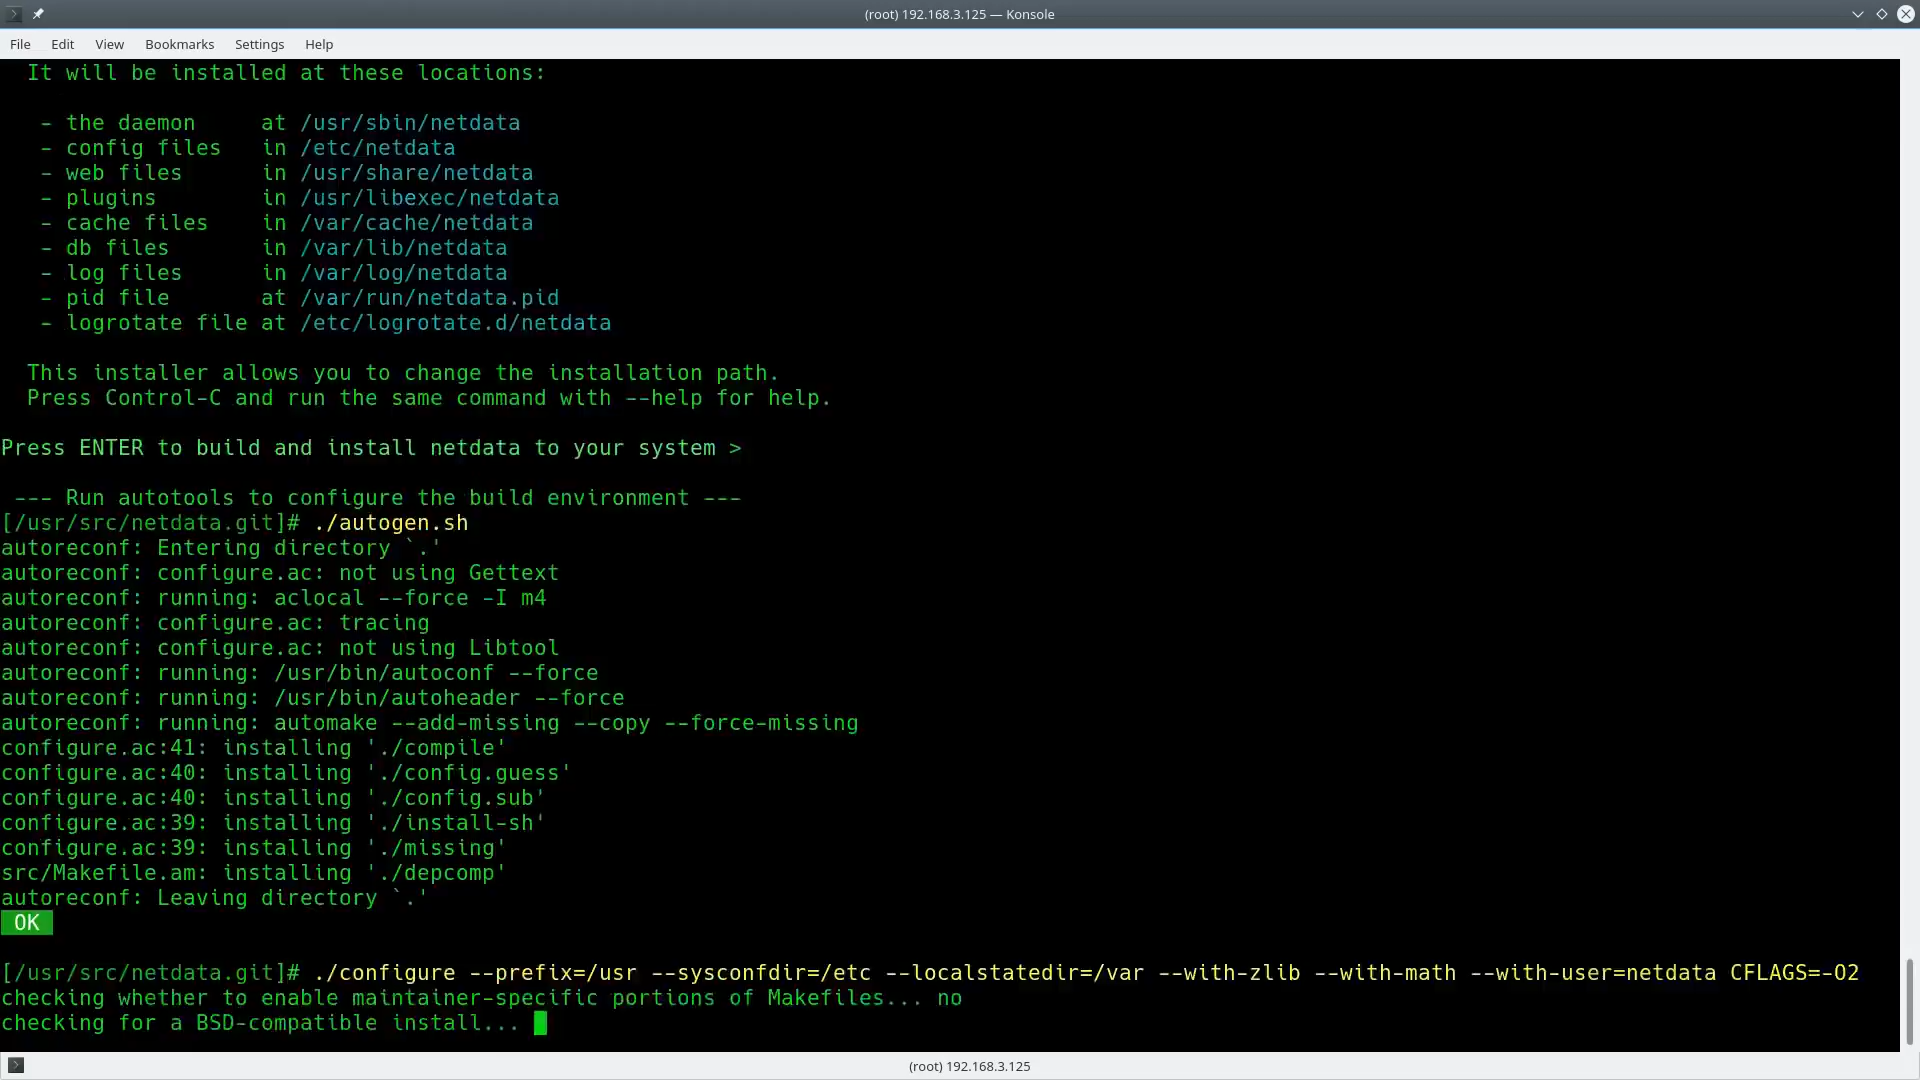 (root) 192.168.3.125 — Konsole
File Edit View Bookmarks Settings Help
It will be installed at these locations:
- the daemon at /usr/sbin/netdata
- config files in /etc/netdata
- web files in /usr/share/netdata
- plugins in /usr/libexec/netdata
- cache files in /var/cache/netdata
- db files in /var/lib/netdata
- log files in /var/log/netdata
- pid file at /var/run/netdata.pid
- logrotate file at /etc/logrotate.d/netdata
This installer allows you to change the installation path.
Press Control-C and run the same command with --help for help.
Press ENTER to build and install netdata to your system >
--- Run autotools to configure the build environment ---
[/usr/src/netdata.git]# ./autogen.sh
autoreconf: Entering directory `.'
autoreconf: configure.ac: not using Gettext
autoreconf: running: aclocal --force -I m4
autoreconf: configure.ac: tracing
autoreconf: configure.ac: not using Libtool
autoreconf: running: /usr/bin/autoconf --force
autoreconf: running: /usr/bin/autoheader --force
autoreconf: running: automake --add-missing --copy --force-missing
configure.ac:41: installing './compile'
configure.ac:40: installing './config.guess'
configure.ac:40: installing './config.sub'
configure.ac:39: installing './install-sh'
configure.ac:39: installing './missing'
src/Makefile.am: installing './depcomp'
autoreconf: Leaving directory `.'
OK
[/usr/src/netdata.git]# ./configure --prefix=/usr --sysconfdir=/etc --localstatedir=/var --with-zlib --with-math --with-user=netdata CFLAGS=-O2
checking whether to enable maintainer-specific portions of Makefiles... no
checking for a BSD-compatible install...
(root) 192.168.3.125